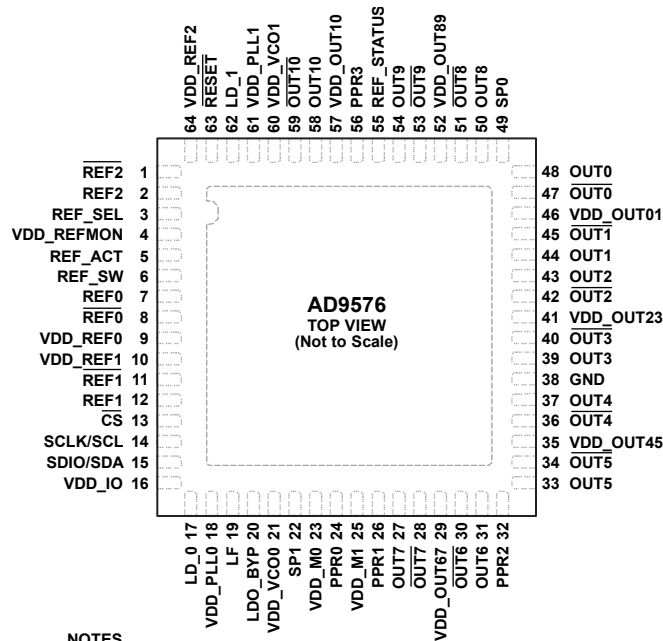 64 VDD_REF2
63 RESET
62 LD_1
61 VDD_PLL1
60 VDD_VCO1
59 OUT10
58 OUT10
57 VDD_OUT10
56 PPR3
55 REF_STATUS
54 OUT9
53 OUT9
52 VDD_OUT89
51 OUT8
50 OUT8
49 SP0
REF2 1
REF2 2
REF_SEL 3
VDD_REFMON 4
REF_ACT 5
REF_SW 6
REF0 7
REF0 8
VDD_REF0 9
VDD_REF1 10
REF1 11
REF1 12
CS 13
SCLK/SCL 14
SDIO/SDA 15
VDD_IO 16
AD9576
TOP VIEW
(Not to Scale)
48 OUT0
47 OUT0
46 VDD_OUT01
45 OUT1
44 OUT1
43 OUT2
42 OUT2
41 VDD_OUT23
40 OUT3
39 OUT3
38 GND
37 OUT4
36 OUT4
35 VDD_OUT45
34 OUT5
33 OUT5
LD_0 17
VDD_PLL0 18
LF 19
LDO_BYP 20
VDD_VCO0 21
SP1 22
VDD_M0 23
PPR0 24
VDD_M1 25
PPR1 26
OUT7 27
OUT7 28
VDD_OUT67 29
OUT6 30
OUT6 31
PPR2 32
NOTES